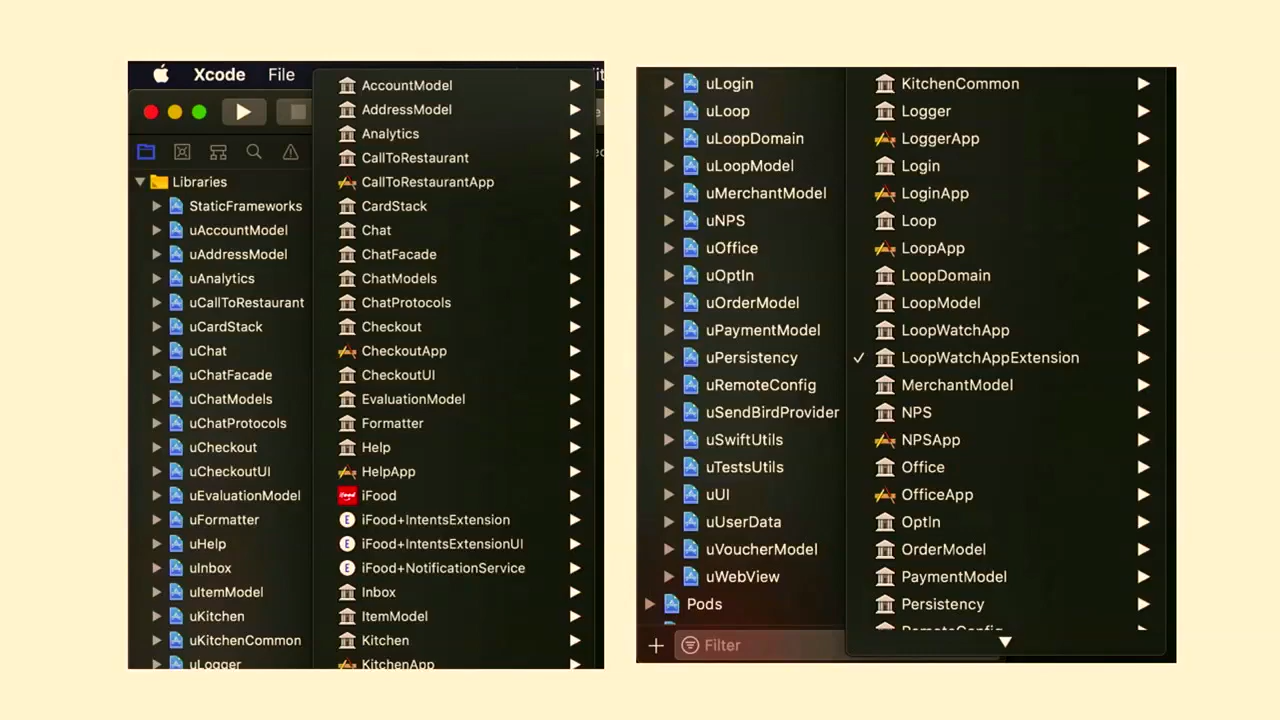 Xcode File
Libraries
StaticFrameworks
uAccountModel
uAddressModel
uAnalytics
uCallToRestaurant
uCardStack
uChat
uChatFacade
uChatModels
uChatProtocols
uCheckout
uCheckoutUI
uEvaluationModel
uFormatter
uHelp
uInbox
uItemModel
uKitchen
uKitchenCommon
uLogger
AccountModel
AddressModel
Analytics
CallToRestaurant
CallToRestaurantApp
CardStack
Chat
ChatFacade
ChatModels
ChatProtocols
Checkout
CheckoutApp
CheckoutUI
EvaluationModel
Formatter
Help
HelpApp
iFood
iFood+IntentsExtension
iFood+IntentsExtensionUI
iFood+NotificationService
Inbox
ItemModel
Kitchen
KitchenApp
uLogin
uLoop
uLoopDomain
uLoopModel
uMerchantModel
uNPS
uOffice
uOptIn
uOrderModel
uPaymentModel
uPersistency
uRemoteConfig
uSendBirdProvider
uSwiftUtils
uTestsUtils
uUI
uUserData
uVoucherModel
uWebView
Pods
Filter
KitchenCommon
Logger
LoggerApp
Login
LoginApp
Loop
LoopApp
LoopDomain
LoopModel
LoopWatchApp
LoopWatchAppExtension
MerchantModel
NPS
NPSApp
Office
OfficeApp
OptIn
OrderModel
PaymentModel
Persistency
RemoteConfig